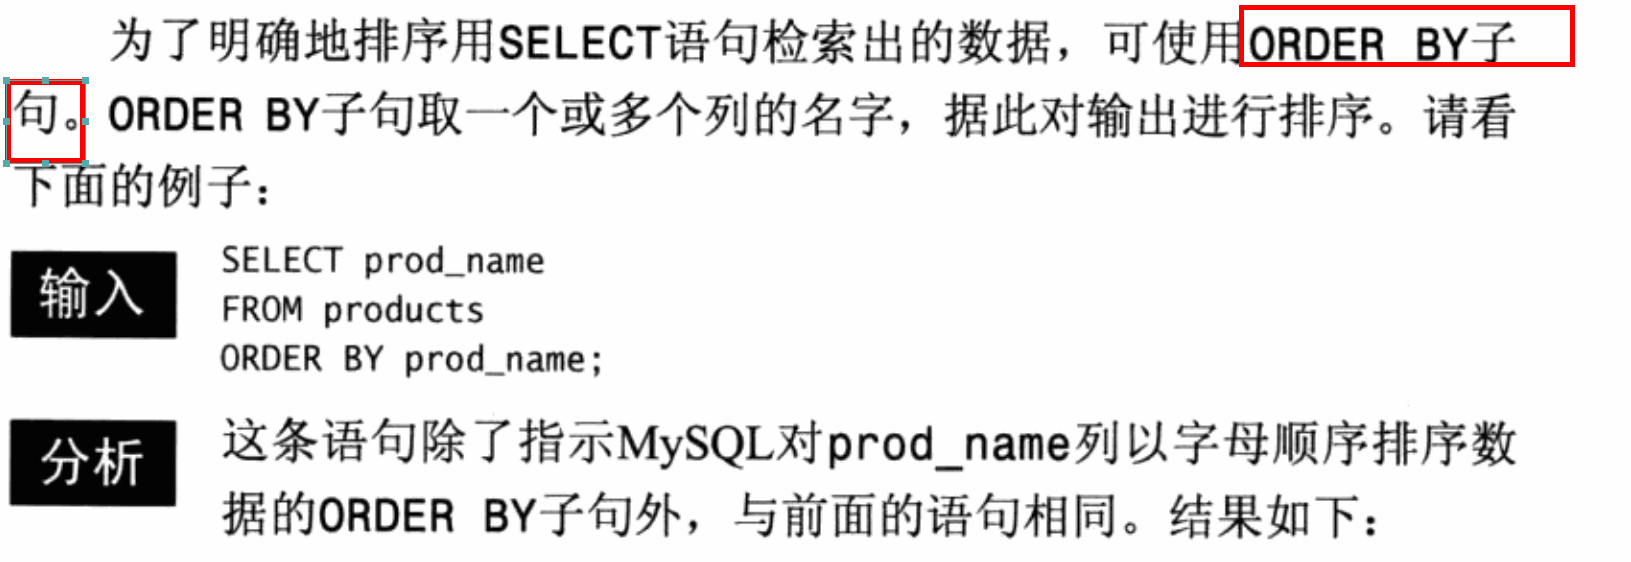 为了明确地排序用SELECT语句检索出的数据，可使用ORDER BY子
句。ORDER BY子句取一个或多个列的名字，据此对输出进行排序。请看
下面的例子：
输入
SELECT prod_name
FROM products
ORDER BY prod_name;
分析
这条语句除了指示MySQL对prod_name列以字母顺序排序数
据的ORDER BY子句外，与前面的语句相同。结果如下：